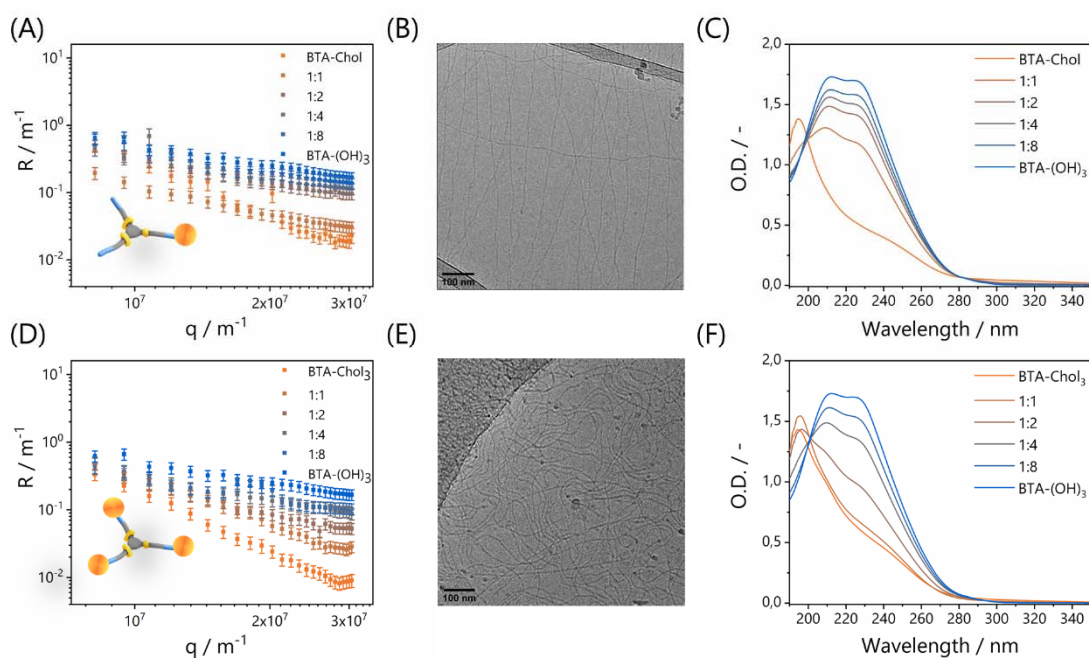 (A)
R / m⁻¹
10¹
10⁰
10⁻¹
10⁻²
BTA-Chol
1:1
1:2
1:4
1:8
BTA-(OH)₃
10⁷
2x10⁷
3x10⁷
q / m⁻¹
(B)
100 nm
(C)
O.D. / -
2,0
1,5
1,0
0,5
0,0
BTA-Chol
1:1
1:2
1:4
1:8
BTA-(OH)₃
200 220 240 260 280 300 320 340
Wavelength / nm
(D)
R / m⁻¹
10¹
10⁰
10⁻¹
10⁻²
BTA-Chol₃
1:1
1:2
1:4
1:8
BTA-(OH)₃
10⁷
2x10⁷
3x10⁷
q / m⁻¹
(E)
100 nm
(F)
O.D. / -
2,0
1,5
1,0
0,5
0,0
BTA-Chol₃
1:1
1:2
1:4
1:8
BTA-(OH)₃
200 220 240 260 280 300 320 340
Wavelength / nm